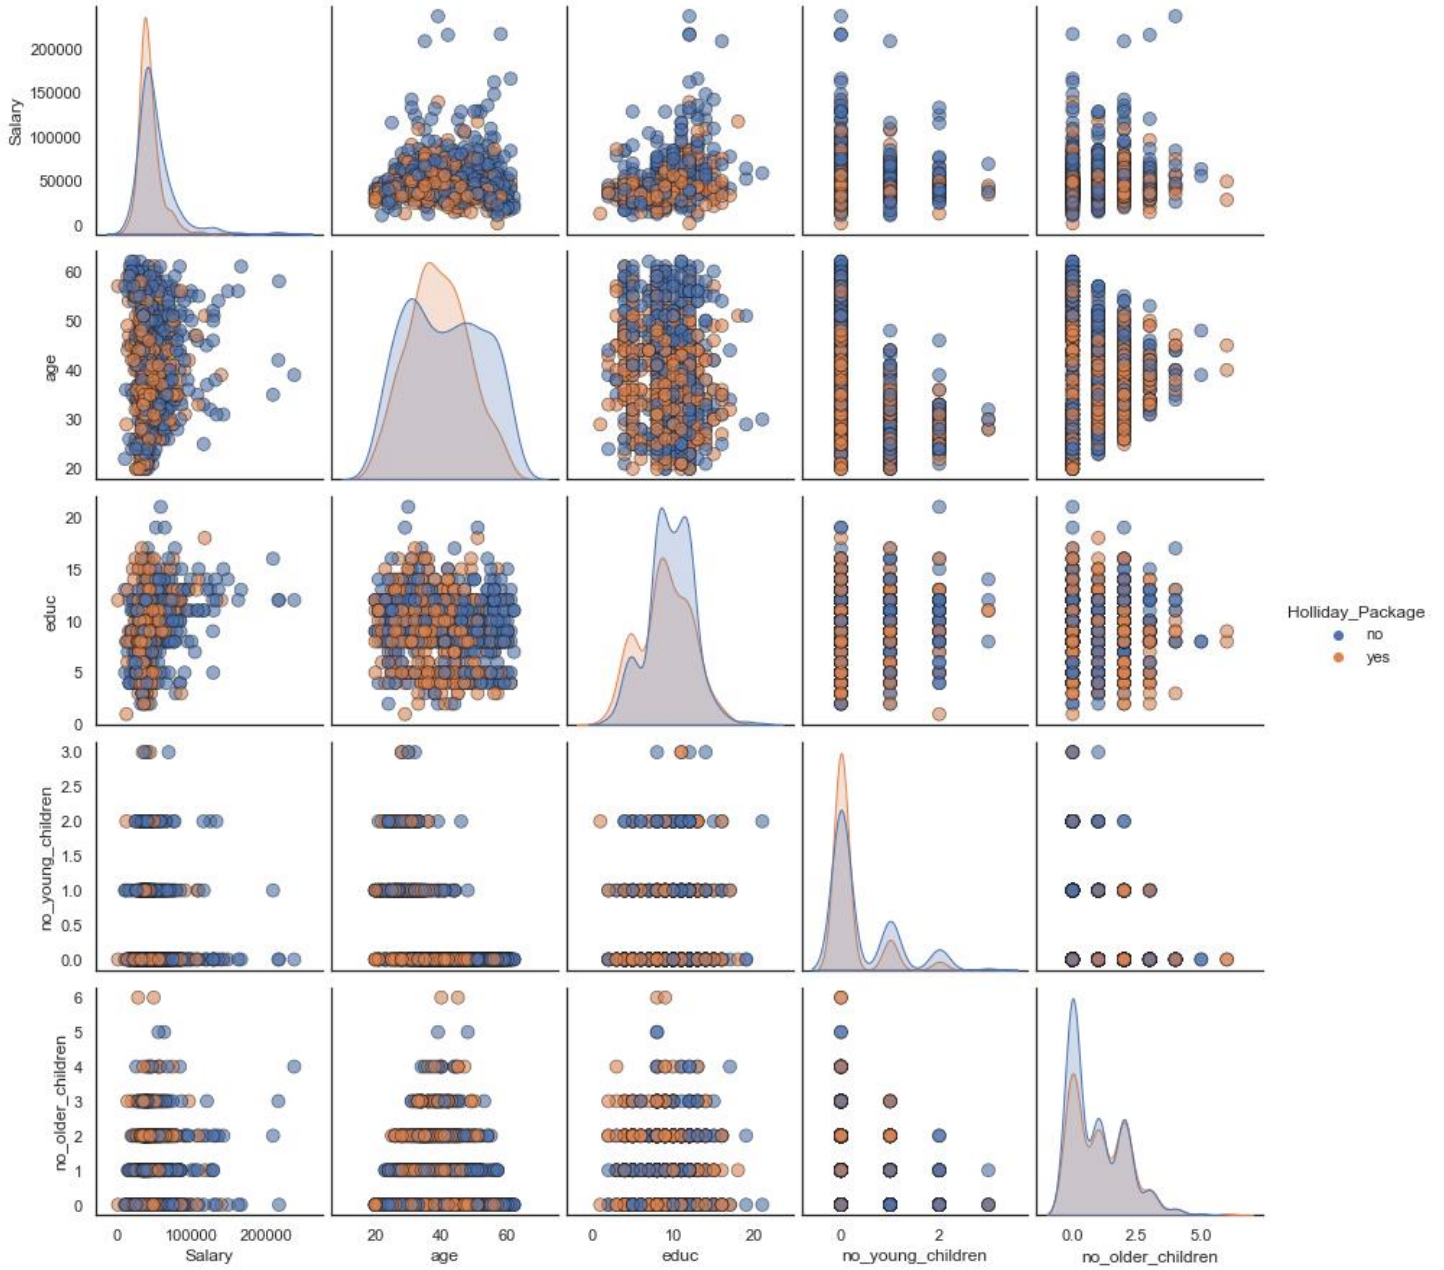 Salary
200000
150000
100000
50000
0
age
60
50
40
30
20
educ
20
15
10
5
0
Holliday_Package
no
yes
no_young_children
3.0
2.5
2.0
1.5
1.0
0.5
0.0
no_older_children
6
5
4
3
2
1
0
0 100000 200000
Salary
20 40 60
age
0 10 20
educ
0 2
no_young_children
0.0 2.5 5.0
no_older_children